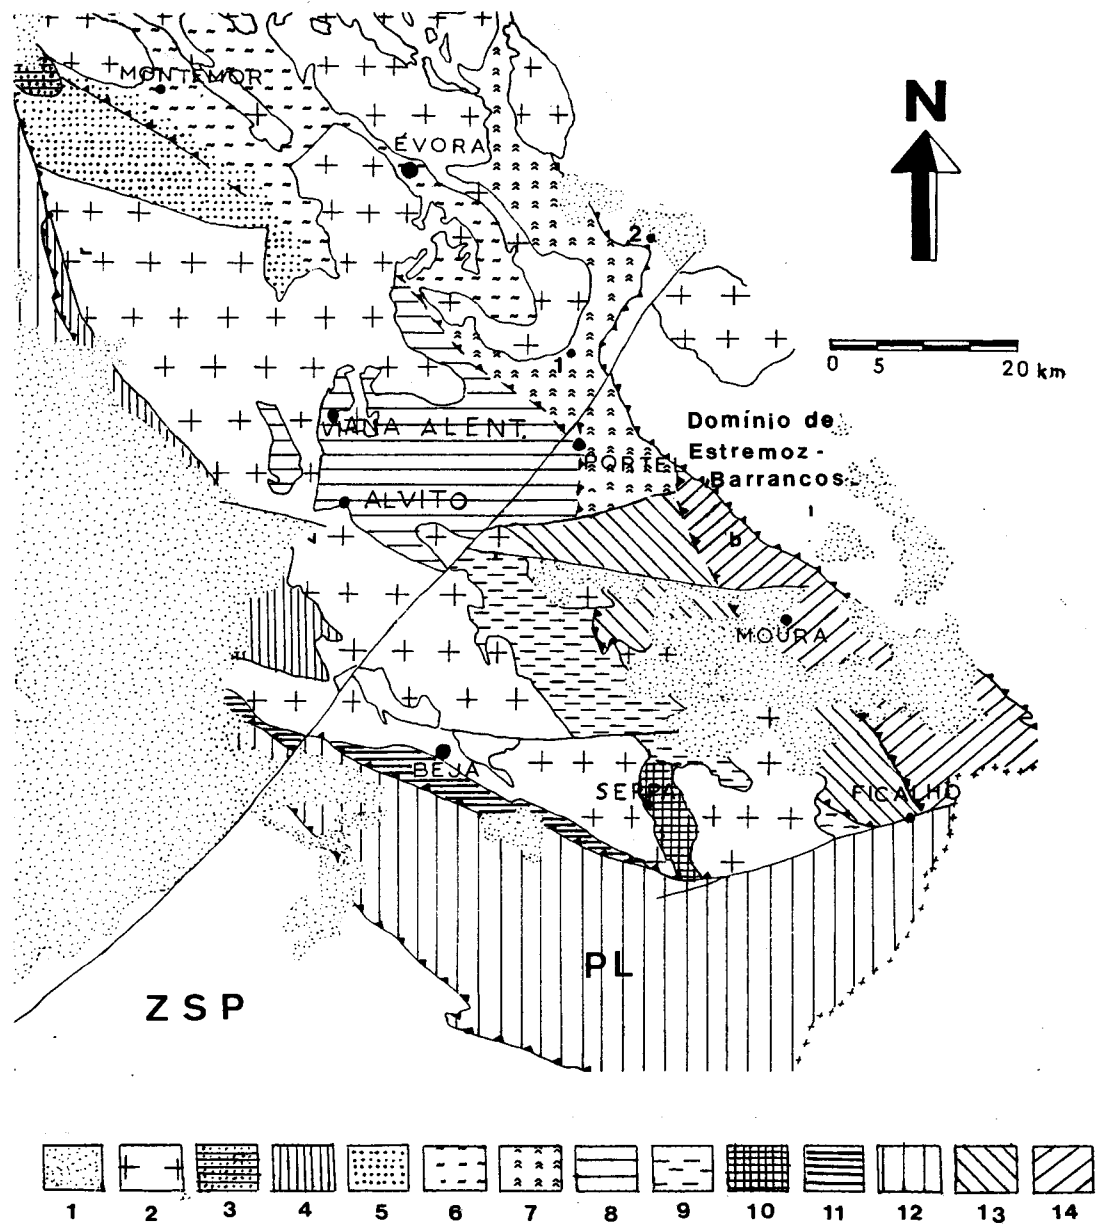 MONTEMOR
N
ÉVORA
2
0 5 20 km
1
Domínio de
Estremoz -
Barrancos
VIANA ALENT.
PORTEL
ALVITO
b
MOURA
BEJA
SERPA
FICALHO
PL
ZSP
1 2 3 4 5 6 7 8 9 10 11 12 13 14